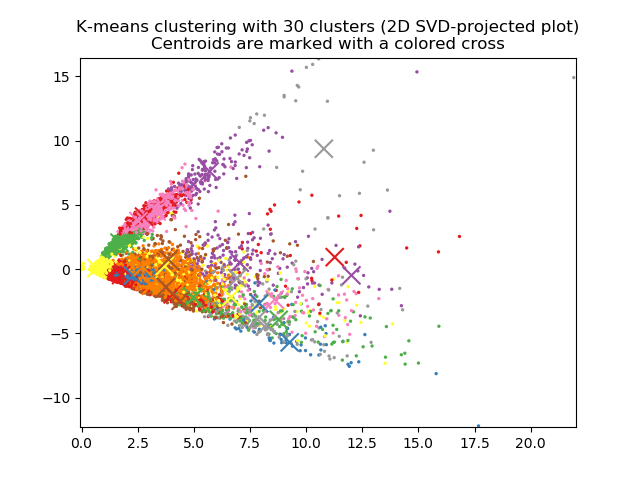 K-means clustering with 30 clusters (2D SVD-projected plot)
Centroids are marked with a colored cross
15
10
5
0
−5
−10
0.0 2.5 5.0 7.5 10.0 12.5 15.0 17.5 20.0